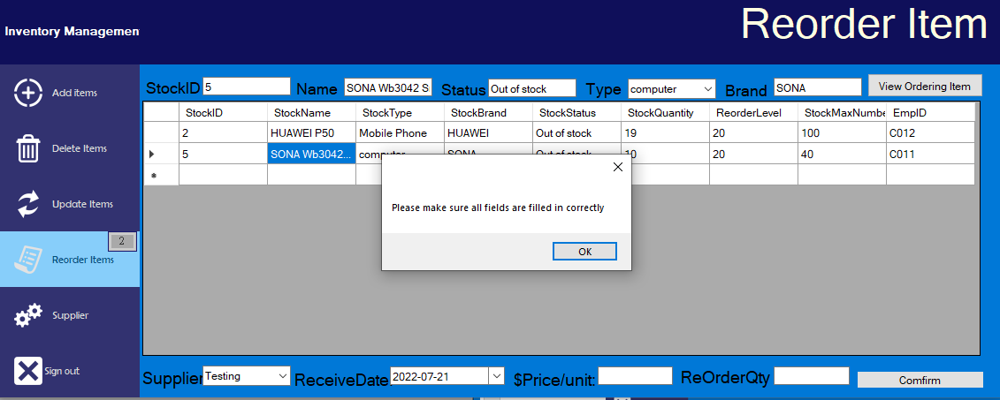 Inventory Managemen
Reorder Item
Add items
Delete Items
Update Items
2
Reorder Items
Supplier
Sign out
StockID 5 Name SONA Wb3042 S Status Out of stock Type computer Brand SONA View Ordering Item
StockID StockName StockType StockBrand StockStatus StockQuantity ReorderLevel StockMaxNumbe EmpID
2 HUAWEI P50 Mobile Phone HUAWEI Out of stock 19 20 100 C012
5 SONA Wb3042... computer SONA Out of stock 10 20 40 C011
Please make sure all fields are filled in correctly
OK
Supplier Testing ReceiveDate: 2022-07-21 $Price/unit: ReOrderQty Comfirm